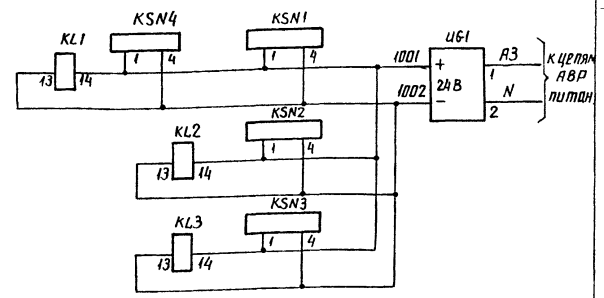 KSN4 KSN1 UG1
KL1
1 4 1 4
13 14
1001 + A3 К ЦЕПЯМ
1 АВР
24В
1002 - N ПИТАН
2
KSN2
KL2
1 4
13 14
KSN3
KL3
1 4
13 14